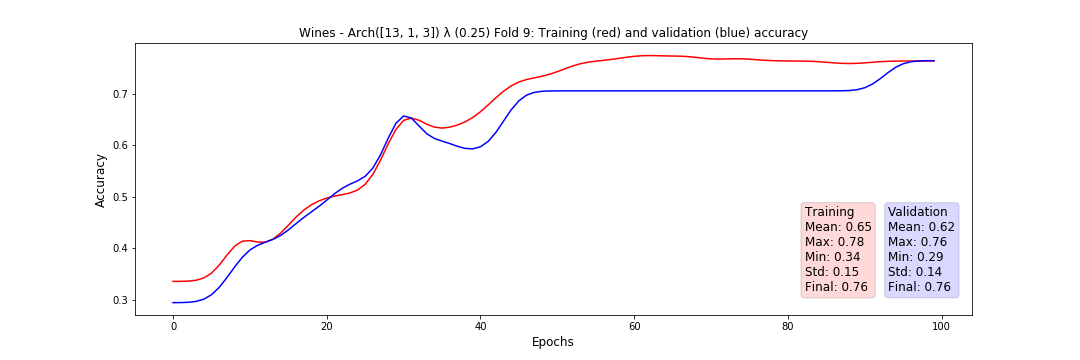 Wines - Arch([13, 1, 3]) λ (0.25) Fold 9: Training (red) and validation (blue) accuracy
Accuracy
0.7
0.6
0.5
0.4
0.3
Training
Mean: 0.65
Max: 0.78
Min: 0.34
Std: 0.15
Final: 0.76
Validation
Mean: 0.62
Max: 0.76
Min: 0.29
Std: 0.14
Final: 0.76
0 20 40 60 80 100
Epochs